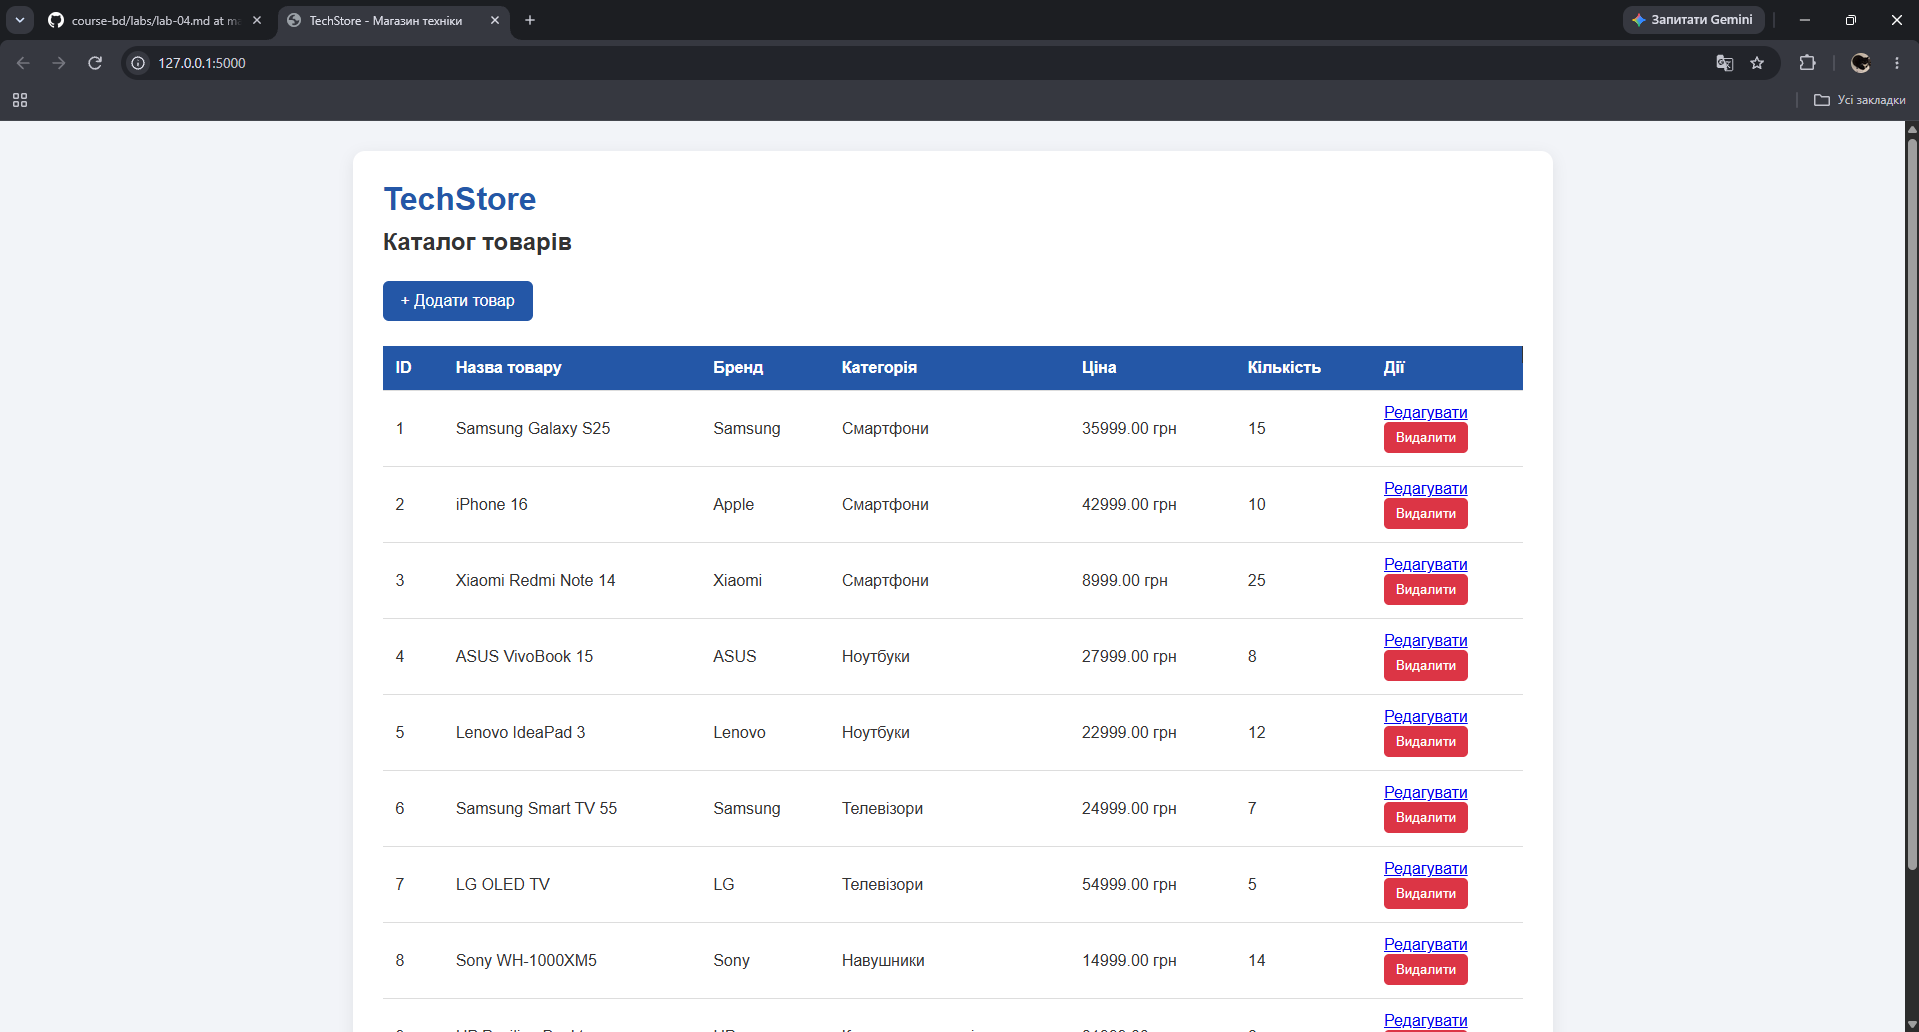 course-bd/labs/lab-04.md at ma
TechStore - Магазин техніки
Запитати Gemini
127.0.0.1:5000
Усі закладки
TechStore
Каталог товарів
+ Додати товар
ID Назва товару Бренд Категорія Ціна Кількість Дії
1 Samsung Galaxy S25 Samsung Смартфони 35999.00 грн 15 Редагувати
Видалити
2 iPhone 16 Apple Смартфони 42999.00 грн 10 Редагувати
Видалити
3 Xiaomi Redmi Note 14 Xiaomi Смартфони 8999.00 грн 25 Редагувати
Видалити
4 ASUS VivoBook 15 ASUS Ноутбуки 27999.00 грн 8 Редагувати
Видалити
5 Lenovo IdeaPad 3 Lenovo Ноутбуки 22999.00 грн 12 Редагувати
Видалити
6 Samsung Smart TV 55 Samsung Телевізори 24999.00 грн 7 Редагувати
Видалити
7 LG OLED TV LG Телевізори 54999.00 грн 5 Редагувати
Видалити
8 Sony WH-1000XM5 Sony Навушники 14999.00 грн 14 Редагувати
Видалити
Редагувати